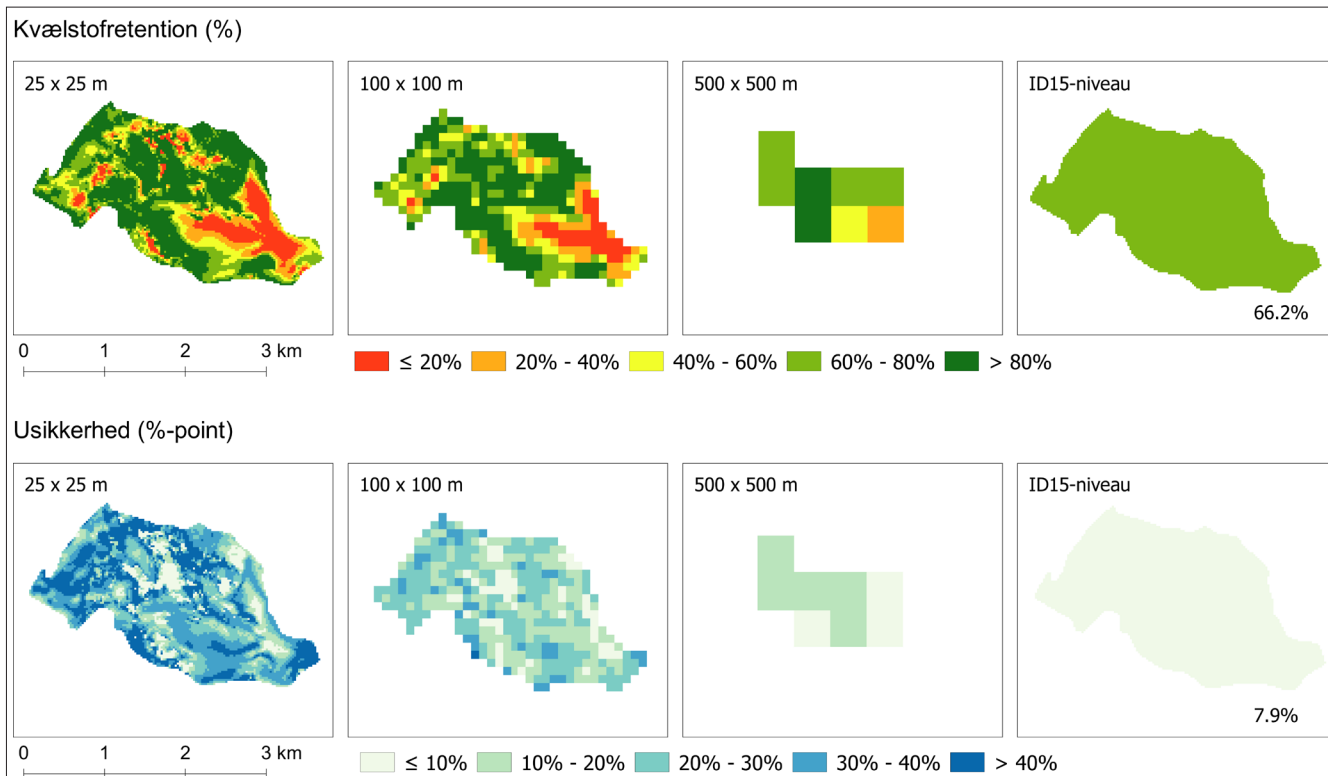 Kvælstofretention (%)
25 x 25 m
100 x 100 m
500 x 500 m
ID15-niveau
66.2%
0 1 2 3 km
≤ 20% 20% - 40% 40% - 60% 60% - 80% > 80%
Usikkerhed (%-point)
25 x 25 m
100 x 100 m
500 x 500 m
ID15-niveau
7.9%
0 1 2 3 km
≤ 10% 10% - 20% 20% - 30% 30% - 40% > 40%